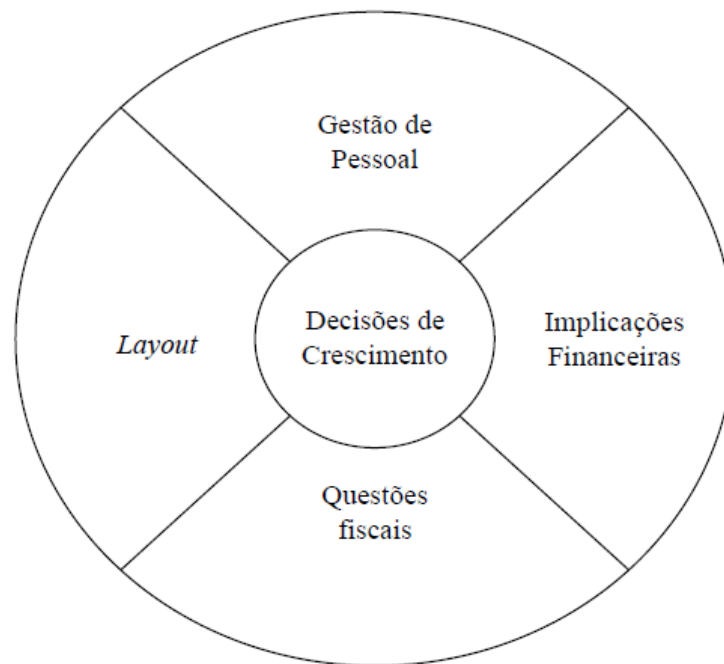 Gestão de
Pessoal
Layout
Decisões de
Crescimento
Implicações
Financeiras
Questões
fiscais